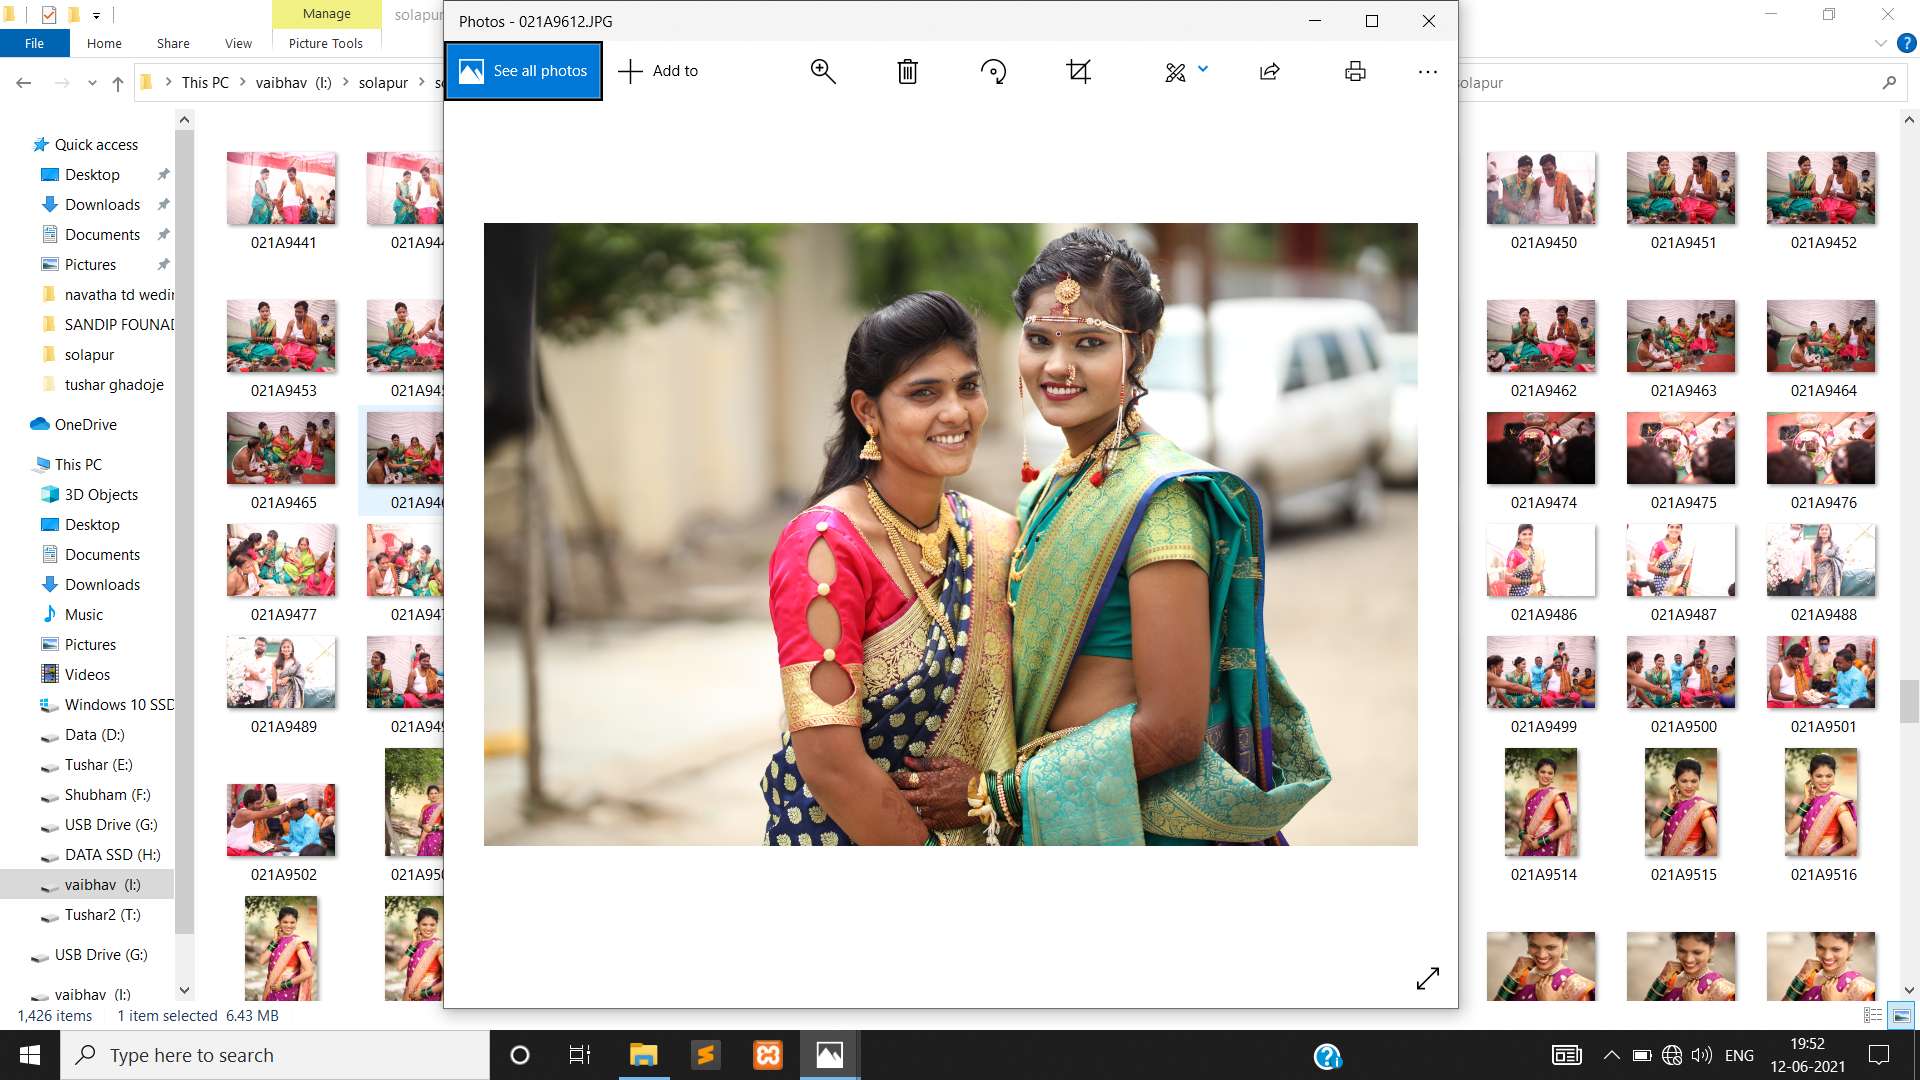 Manage
solapur
Photos - 021A9612.JPG
File
Home
Share
View
Picture Tools
See all photos
Add to
This PC
vaibhav (I:)
solapur
solapur
Quick access
Desktop
Downloads
Documents
Pictures
navatha td wedin
SANDIP FOUNAD
solapur
tushar ghadoje
OneDrive
This PC
3D Objects
Desktop
Documents
Downloads
Music
Pictures
Videos
Windows 10 SSD
Data (D:)
Tushar (E:)
Shubham (F:)
USB Drive (G:)
DATA SSD (H:)
vaibhav (I:)
Tushar2 (T:)
USB Drive (G:)
vaibhav (I:)
021A9441
021A944
021A9450
021A9451
021A9452
021A9453
021A945
021A9462
021A9463
021A9464
021A9465
021A946
021A9474
021A9475
021A9476
021A9477
021A947
021A9486
021A9487
021A9488
021A9489
021A949
021A9499
021A9500
021A9501
021A9502
021A950
021A9514
021A9515
021A9516
1,426 items
1 item selected 6.43 MB
Type here to search
ENG
19:52
12-06-2021